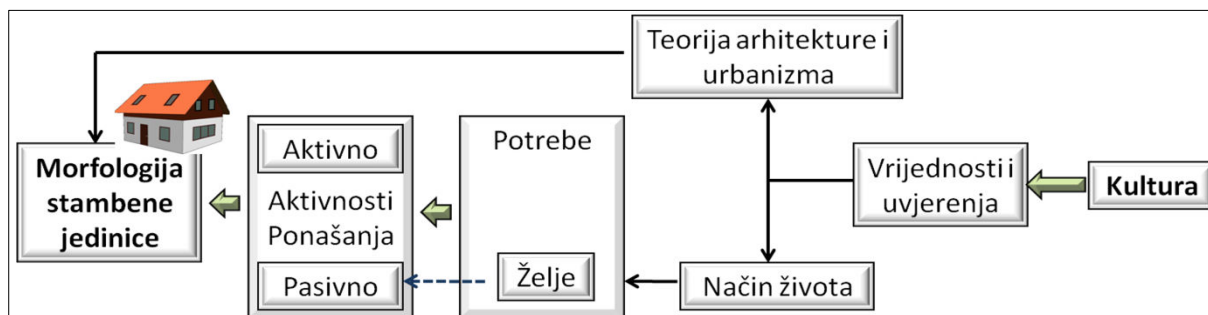 Teorija arhitekture i
urbanizma
Aktivno
Potrebe
Morfologija
stambene
jedinice
Aktivnosti
Ponašanja
Vrijednosti i
uvjerenja
Kultura
Pasivno
Želje
Način života